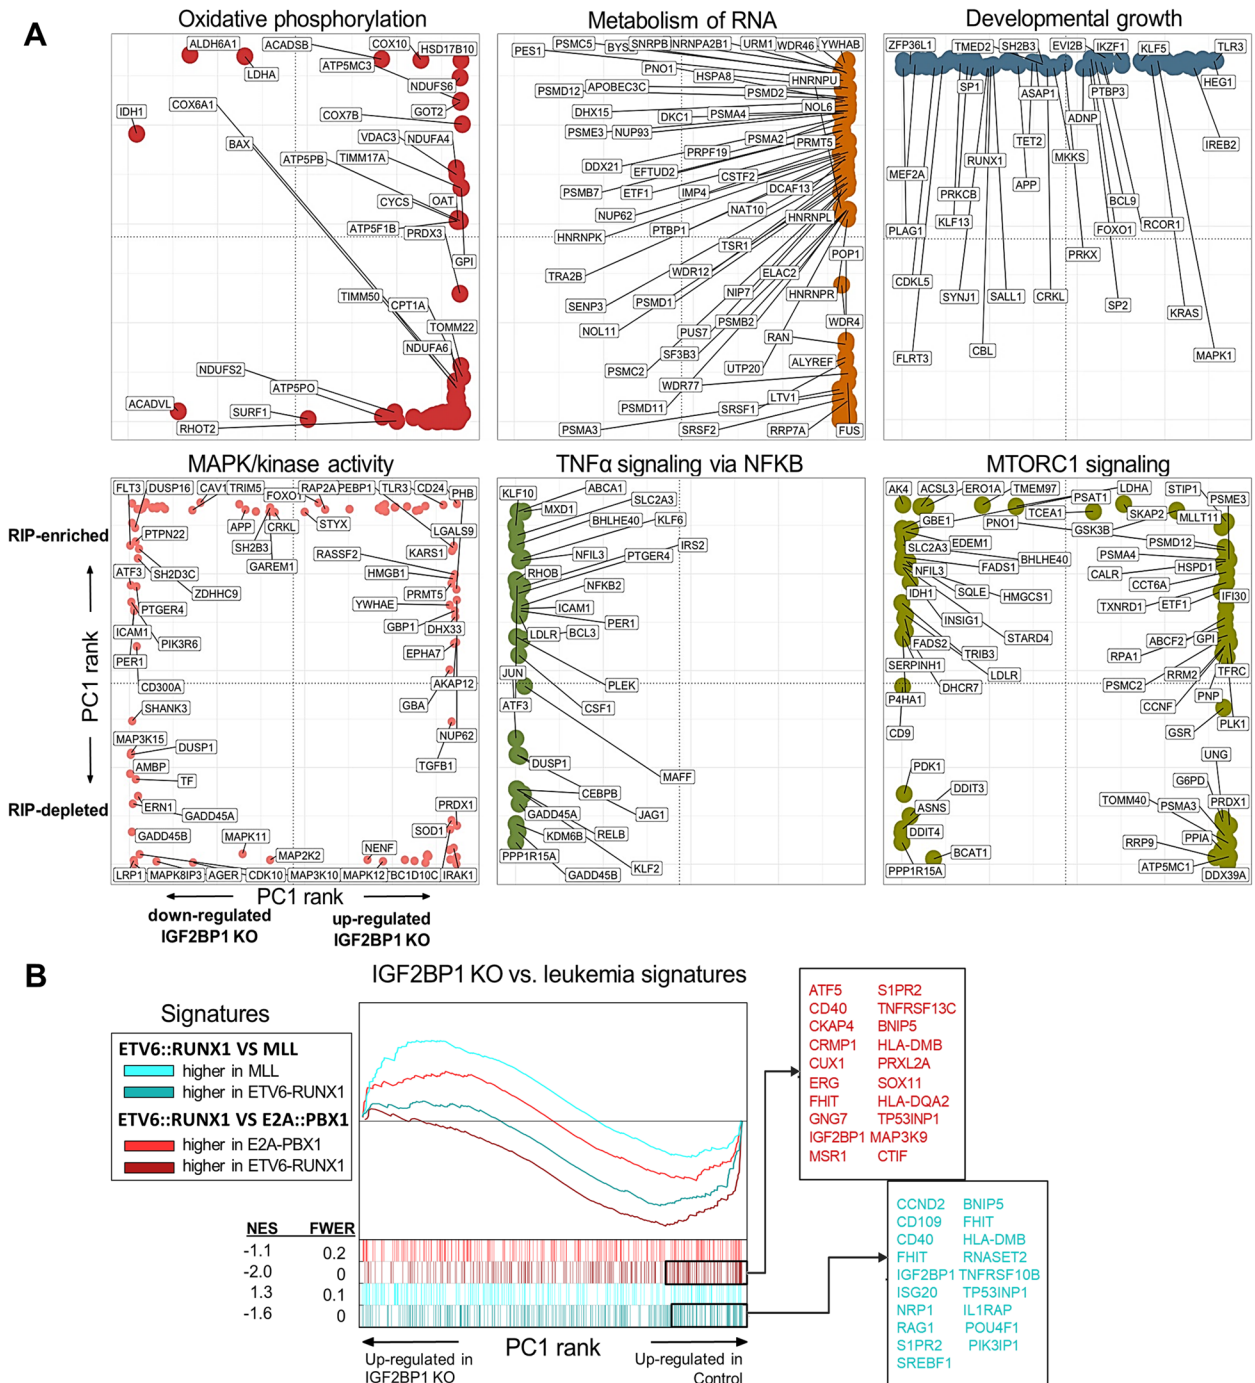 A
Oxidative phosphorylation
ALDH6A1
ACADSB
COX10
HSD17B10
LDHA
ATP5MC3
NDUFS6
COX6A1
GOT2
IDH1
COX7B
BAX
VDAC3
NDUFA4
ATP5PB
TIMM17A
CYCS
OAT
ATP5F1B
PRDX3
GPI
TIMM50
CPT1A
TOMM22
NDUFA6
NDUFS2
ATP5PO
ACADVL
SURF1
RHOT2
Metabolism of RNA
PES1
PSMC5
BYS
SNRPB
HNRNPA2B1
URM1
WDR46
YWHAB
PNO1
HSPA8
HNRNPU
PSMD12
APOBEC3C
PSMD2
DHX15
DKC1
PSMA4
NOL6
PSME3
NUP93
PSMA2
PRMT5
PRPF19
DDX21
EFTUD2
CSTF2
DCAF13
PSMB7
ETF1
IMP4
NUP62
NAT10
HNRNPL
HNRNPK
PTBP1
TSR1
POP1
TRA2B
WDR12
ELAC2
SENP3
PSMD1
NIP7
HNRNPR
NOL11
PUS7
PSMB2
WDR4
SF3B3
RAN
PSMC2
UTP20
ALYREF
WDR77
LTV1
PSMD11
SRSF1
PSMA3
SRSF2
RRP7A
FUS
Developmental growth
ZFP36L1
TMED2
SH2B3
EVI2B
IKZF1
KLF5
TLR3
SP1
ASAP1
PTBP3
HEG1
ADNP
TET2
IREB2
RUNX1
MKKS
MEF2A
APP
PRKCB
BCL9
KLF13
FOXO1
RCOR1
PLAG1
PRKX
CDKL5
SYNJ1
SALL1
CRKL
SP2
KRAS
FLRT3
CBL
MAPK1
MAPK/kinase activity
FLT3
DUSP16
CAV1
TRIM5
FOXO1
RAP2A
PEBP1
TLR3
CD24
PHB
APP
CRKL
STYX
PTPN22
SH2B3
LGALS9
GAREM1
RASSF2
KARS1
ATF3
SH2D3C
HMGB1
ZDHHC9
PRMT5
PTGER4
YWHAE
ICAM1
PIK3R6
GBP1
DHX33
PER1
EPHA7
CD300A
AKAP12
SHANK3
GBA
MAP3K15
NUP62
DUSP1
AMBP
TGFB1
TF
ERN1
GADD45A
PRDX1
GADD45B
MAPK11
SOD1
MAP2K2
NENF
LRP1
MAPK8IP3
AGER
CDK10
MAP3K10
MAPK12
BC1D10C
IRAK1
RIP-enriched
PC1 rank
RIP-depleted
PC1 rank
down-regulated
IGF2BP1 KO
up-regulated
IGF2BP1 KO
TNFα signaling via NFKB
KLF10
ABCA1
MXD1
SLC2A3
BHLHE40
KLF6
NFIL3
PTGER4
IRS2
RHOB
NFKB2
ICAM1
PER1
LDLR
BCL3
JUN
PLEK
ATF3
CSF1
DUSP1
MAFF
CEBPB
GADD45A
JAG1
KDM6B
RELB
PPP1R15A
KLF2
GADD45B
MTORC1 signaling
AK4
ACSL3
ERO1A
TMEM97
LDHA
STIP1
PSME3
PSAT1
TCEA1
SKAP2
MLLT11
GBE1
PNO1
GSK3B
PSMD12
SLC2A3
EDEM1
PSMA4
HSPD1
FADS1
BHLHE40
CALR
NFIL3
CCT6A
IDH1
SQLE
HMGCS1
TXNRD1
ETF1
IFI30
INSIG1
STARD4
ABCF2
GPI
FADS2
TRIB3
RPA1
SERPINH1
LDLR
RRM2
TFRC
DHCR7
PSMC2
P4HA1
CCNF
PNP
CD9
GSR
PLK1
PDK1
UNG
DDIT3
G6PD
ASNS
TOMM40
PSMA3
PRDX1
DDIT4
RRP9
PPIA
BCAT1
ATP5MC1
PPP1R15A
DDX39A
B
IGF2BP1 KO vs. leukemia signatures
Signatures
ETV6::RUNX1 VS MLL
higher in MLL
higher in ETV6-RUNX1
ETV6::RUNX1 VS E2A::PBX1
higher in E2A-PBX1
higher in ETV6-RUNX1
NES FWER
-1.1 0.2
-2.0 0
1.3 0.1
-1.6 0
PC1 rank
Up-regulated in
IGF2BP1 KO
Up-regulated in
Control
ATF5 S1PR2
CD40 TNFRSF13C
CKAP4 BNIP5
CRMP1 HLA-DMB
CUX1 PRXL2A
ERG SOX11
FHIT HLA-DQA2
GNG7 TP53INP1
IGF2BP1 MAP3K9
MSR1 CTIF
CCND2 BNIP5
CD109 FHIT
CD40 HLA-DMB
FHIT RNASET2
IGF2BP1 TNFRSF10B
ISG20 TP53INP1
NRP1 IL1RAP
RAG1 POU4F1
S1PR2 PIK3IP1
SREBF1